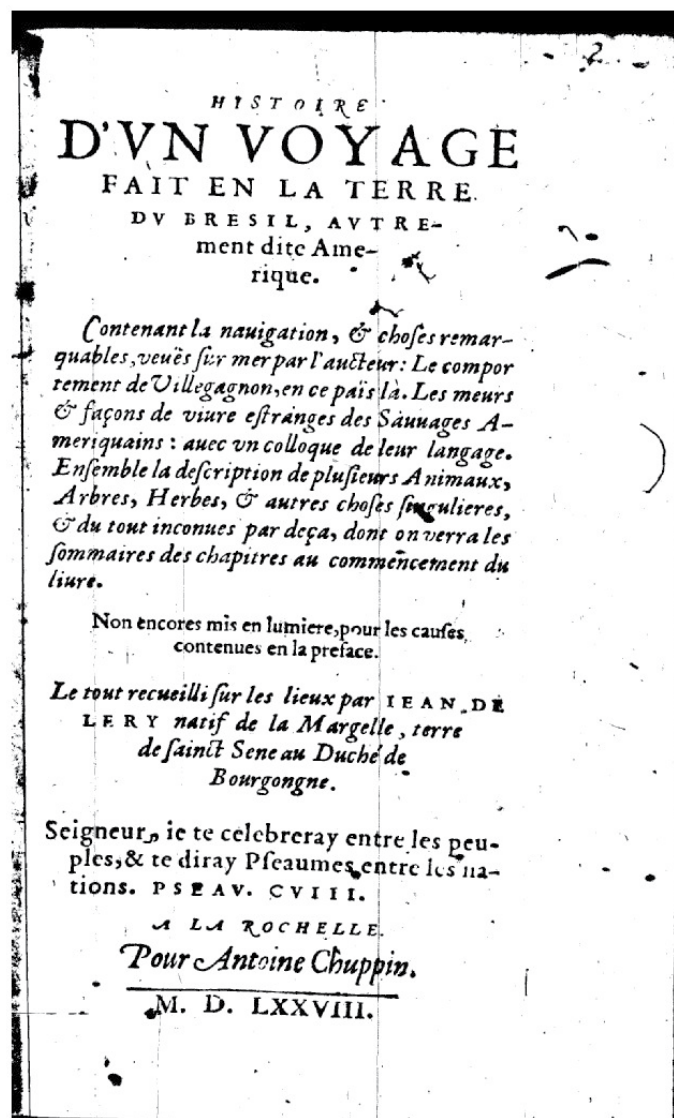 HISTOIRE
D'VN VOYAGE
FAIT EN LA TERRE
DV BRESIL, AVTRE-
ment dite Ame-
rique.
Contenant la nauigation, & choses remar-
quables, veuës sur mer par l'aucteur: Le compor
tement de Villegagnon, en ce païs là. Les meurs
& façons de viure estranges des Sauuages A-
meriquains: auec vn colloque de leur langage.
Ensemble la description de plusieurs Animaux,
Arbres, Herbes, & autres choses singulieres,
& du tout inconues par deça, dont on verra les
sommaires des chapitres au commencement du
liure.
Non encores mis en lumiere, pour les causes
contenues en la preface.
Le tout recueilli sur les lieux par IEAN DE
LERY natif de la Margelle, terre
de sainct Sene au Duché de
Bourgongne.
Seigneur, ie te celebreray entre les peu-
ples, & te diray Pseaumes entre les na-
tions. PSEAV. CVIII.
A LA ROCHELLE.
Pour Antoine Chuppin.
M. D. LXXVIII.